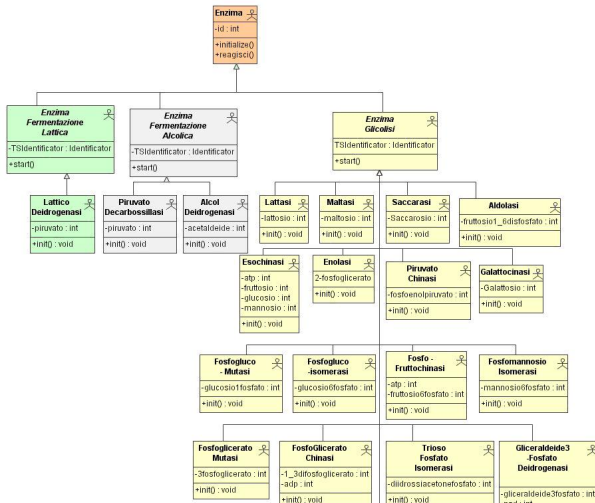 Enzima
-id : int
+initialize()
+reagisci()
Enzima
Fermentazione
Lattica
-TSIdentificator : Identificator
+start()
Enzima
Fermentazione
Alcolica
-TSIdentificator : Identificator
+start()
Enzima
Glicolisi
TSIdentificator : Identificator
+start()
Lattico
Deidrogenasi
-piruvato : int
+init() : void
Piruvato
Decarbossillasi
-piruvato : int
+init() : void
Alcol
Deidrogenasi
-acetaldeide : int
+init() : void
Lattasi
-lattosio : int
+init() : void
Maltasi
-maltosio : int
+init() : void
Saccarasi
-Saccarosio : int
+init() : void
Aldolasi
-fruttosio1_6disfosfato : int
+init() : void
Esochinasi
-atp : int
-fruttosio : int
-glucosio : int
-mannosio : int
+init() : void
Enolasi
2-fosfoglicerato
+init() : void
Piruvato
Chinasi
-fosfoenolpiruvato : int
+init() : void
Galattocinasi
-Galattosio : int
+init() : void
Fosfogluco
- Mutasi
-glucosio1fosfato : int
+init() : void
Fosfogluco
-isomerasi
-glucosio6fosfato : int
+init() : void
Fosfo -
Fruttochinasi
-atp : int
-fruttosio6fosfato : int
+init() : void
Fosfomannosio
Isomerasi
-mannosio6fosfato : int
+init() : void
Fosfoglicerato
Mutasi
-3fosfoglicerato : int
+init() : void
FosfoGlicerato
Chinasi
-1_3difosfoglicerato : int
-adp : int
+init() : void
Trioso
Fosfato
Isomerasi
-diidrossiacetonefosfato : int
+init() : void
Gliceraldeide3
-Fosfato
Deidrogenasi
-gliceraldeide3fosfato : int